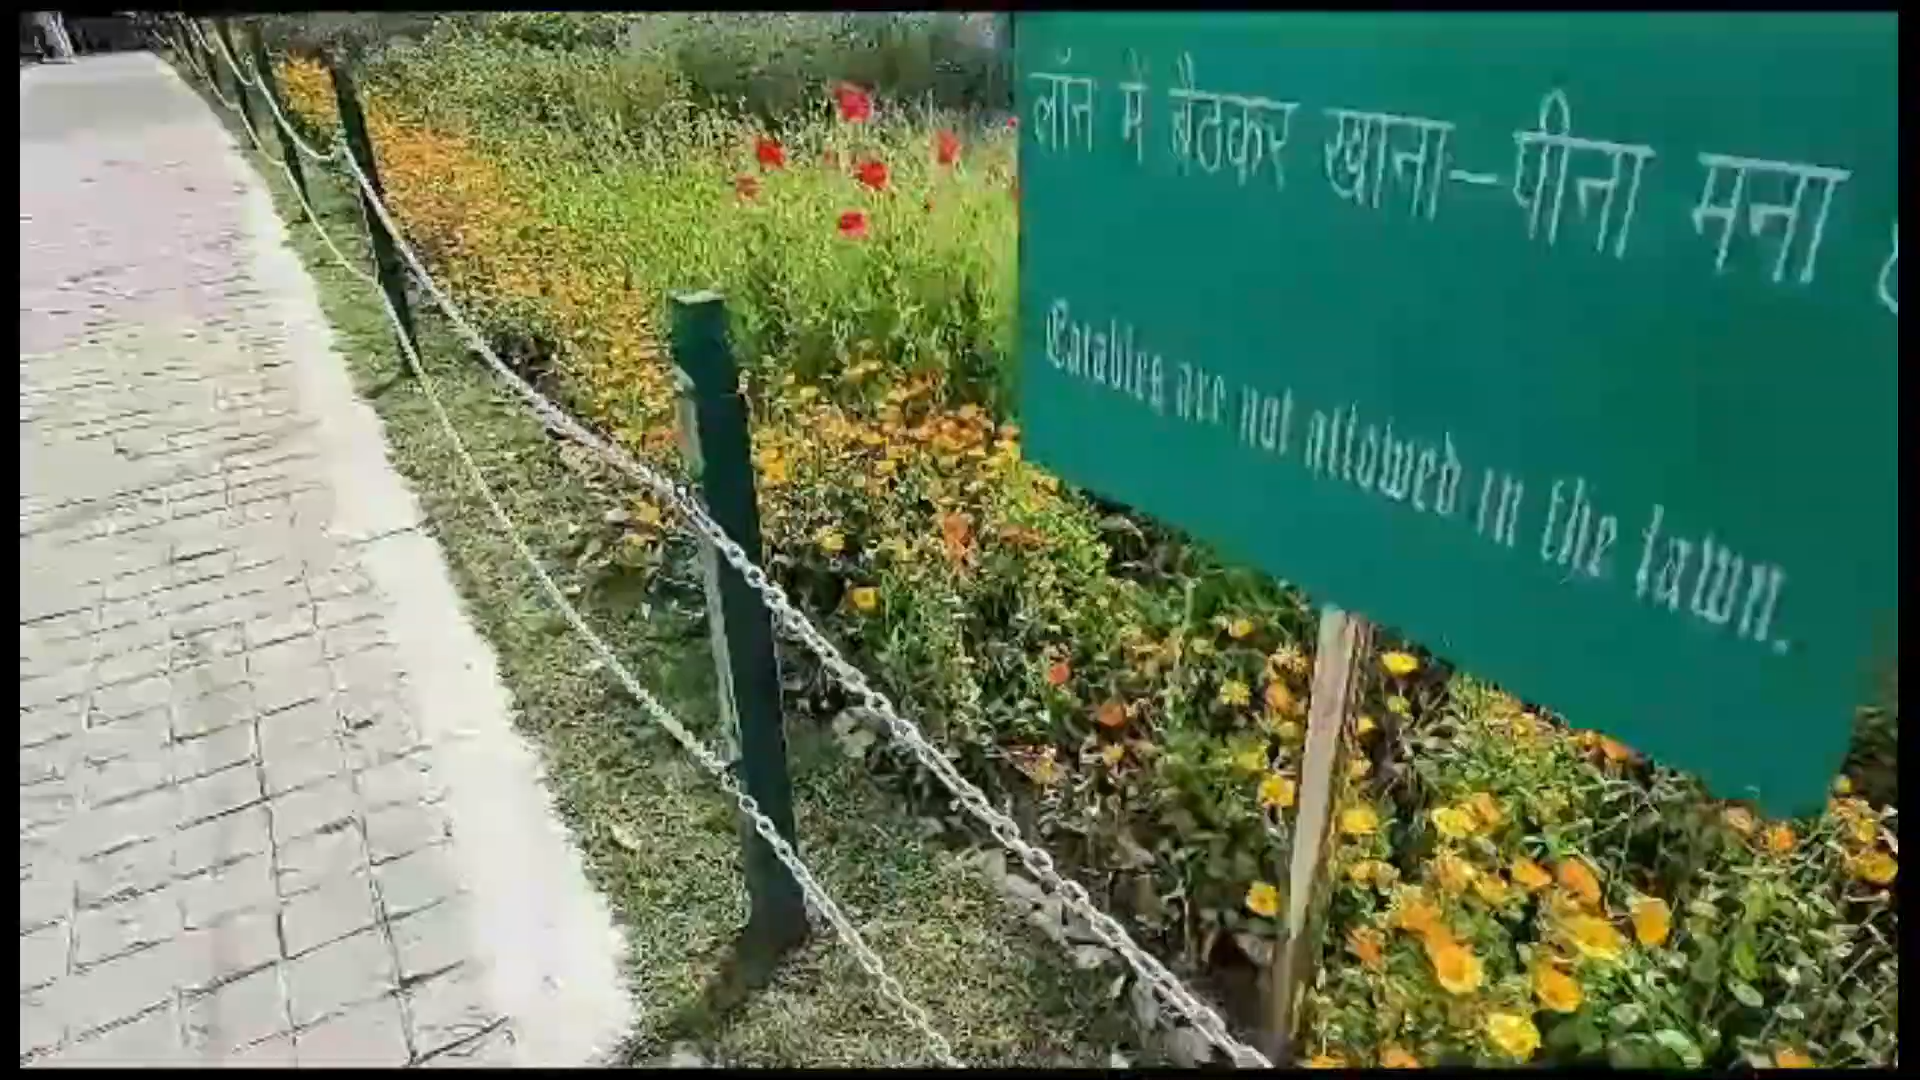 लॉन में बैठकर खाना-पीना मना
Eatables are not allowed in the lawn.